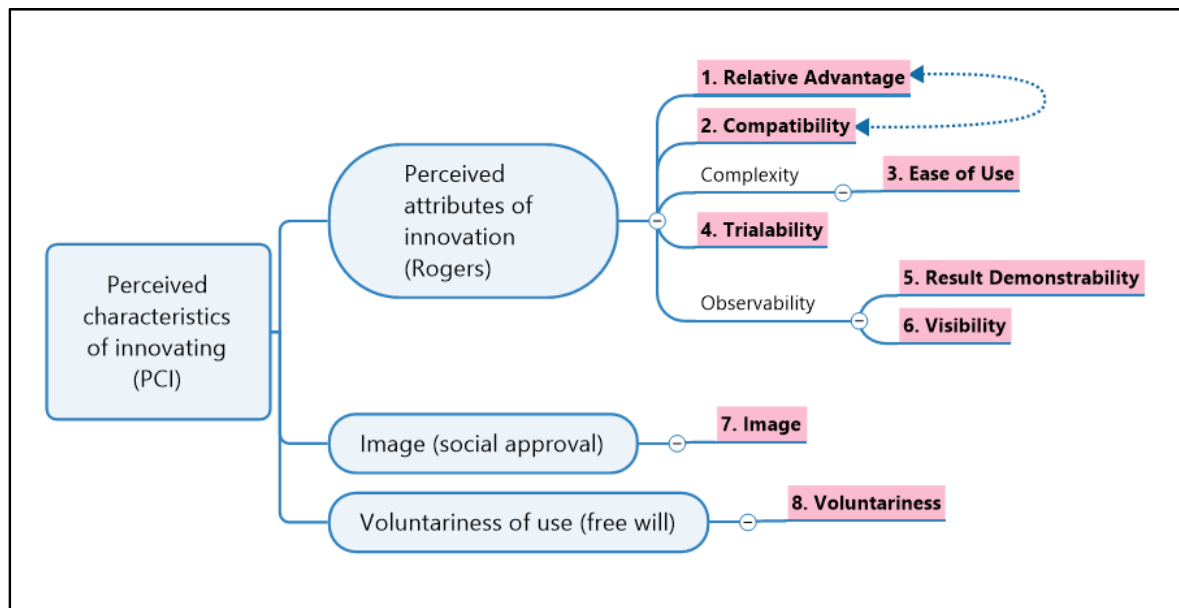 Perceived
characteristics
of innovating
(PCI)
Perceived
attributes of
innovation
(Rogers)
1. Relative Advantage
2. Compatibility
Complexity
3. Ease of Use
4. Trialability
Observability
5. Result Demonstrability
6. Visibility
Image (social approval)
7. Image
Voluntariness of use (free will)
8. Voluntariness